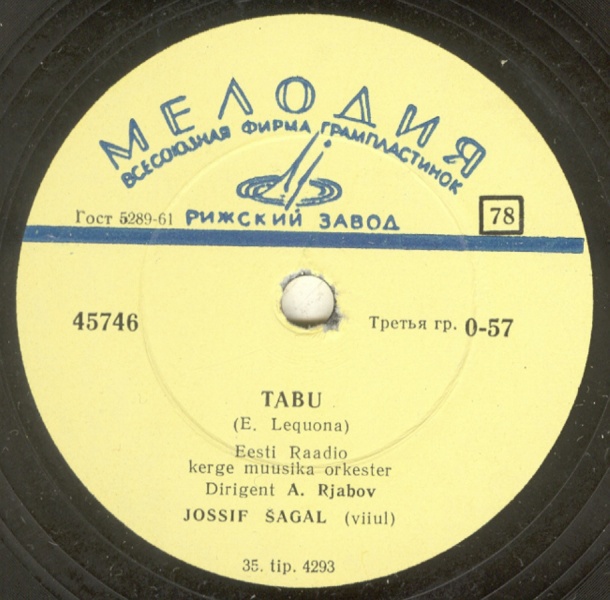 МЕЛОДИЯ
ВСЕСОЮЗНАЯ ФИРМА ГРАМПЛАСТИНОК
Гост 5289-61 РИЖСКИЙ ЗАВОД 78
45746 Третья гр. 0-57
TABU
(E. Lequona)
Eesti Raadio
kerge muusika orkester
Dirigent A. Rjabov
JOSSIF ŠAGAL (viiul)
35. tip. 4293